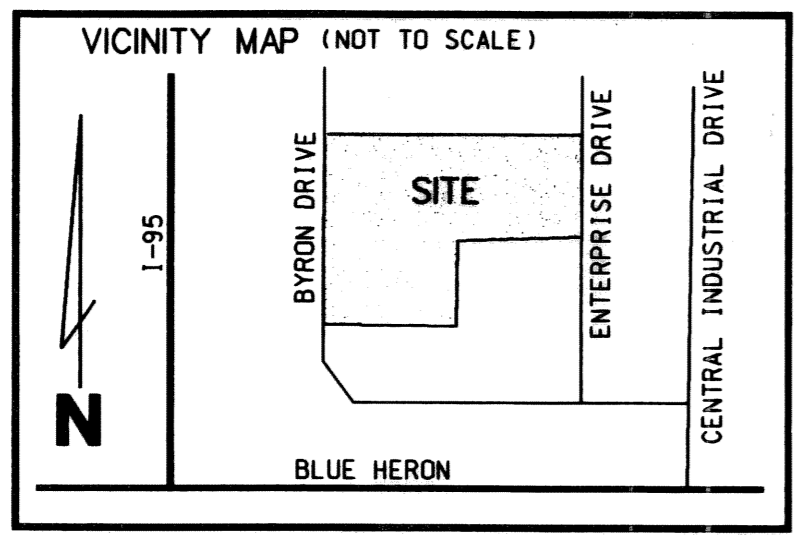 VICINITY MAP (NOT TO SCALE)
SITE
BYRON DRIVE
ENTERPRISE DRIVE
CENTRAL INDUSTRIAL DRIVE
I-95
N
BLUE HERON